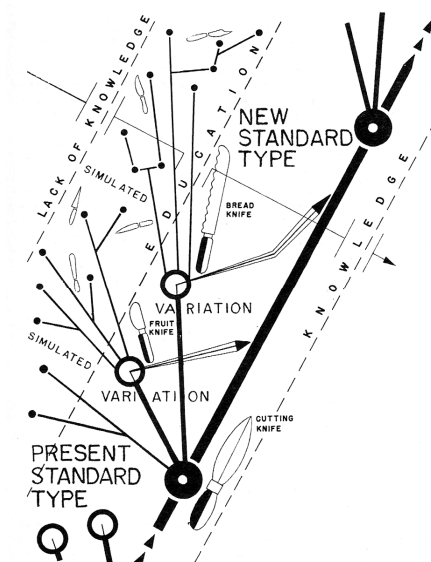 LACK OF KNOWLEDGE
EDUCATION
NEW
STANDARD
TYPE
SIMULATED
BREAD
KNIFE
KNOWLEDGE
VARIATION
FRUIT
KNIFE
SIMULATED
VARIATION
CUTTING
KNIFE
PRESENT
STANDARD
TYPE